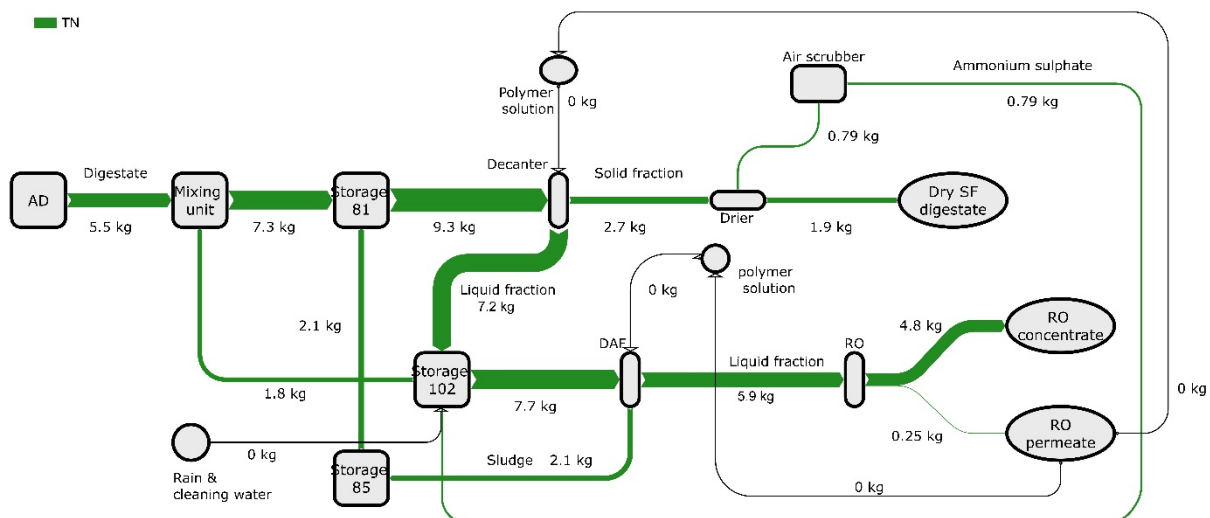 TN
Air scrubber
Ammonium sulphate
Polymer
solution
0 kg
0.79 kg
0.79 kg
Decanter
Digestate
Solid fraction
AD
Mixing
unit
Storage
81
Dry SF
digestate
Drier
5.5 kg
7.3 kg
9.3 kg
2.7 kg
1.9 kg
polymer
solution
0 kg
Liquid fraction
7.2 kg
2.1 kg
4.8 kg
RO
concentrate
DAF
Liquid fraction
RO
Storage
102
1.8 kg
7.7 kg
5.9 kg
0 kg
0.25 kg
RO
permeate
0 kg
Rain &
cleaning water
Storage
85
Sludge 2.1 kg
0 kg